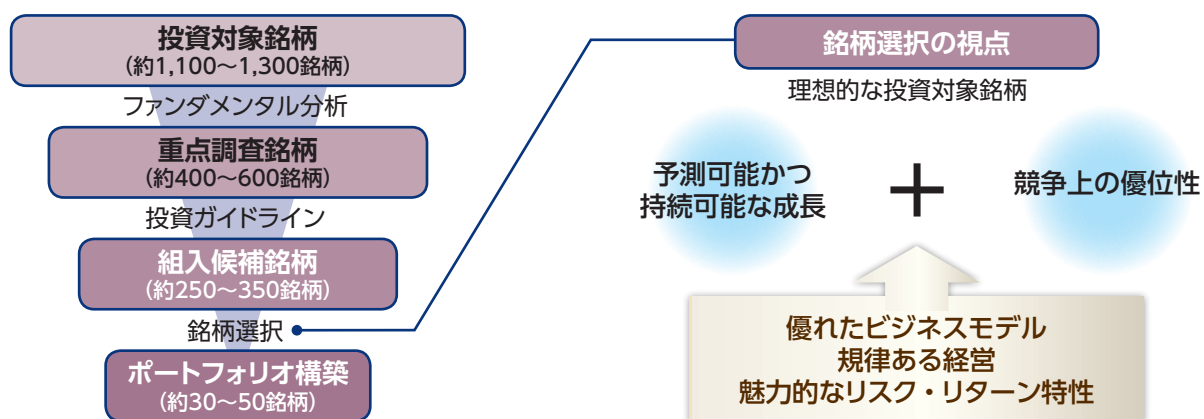 投資対象銘柄
(約1,100～1,300銘柄)
ファンダメンタル分析
重点調査銘柄
(約400～600銘柄)
投資ガイドライン
組入候補銘柄
(約250～350銘柄)
銘柄選択
ポートフォリオ構築
(約30～50銘柄)
銘柄選択の視点
理想的な投資対象銘柄
予測可能かつ
持続可能な成長
＋
競争上の優位性
優れたビジネスモデル
規律ある経営
魅力的なリスク・リターン特性